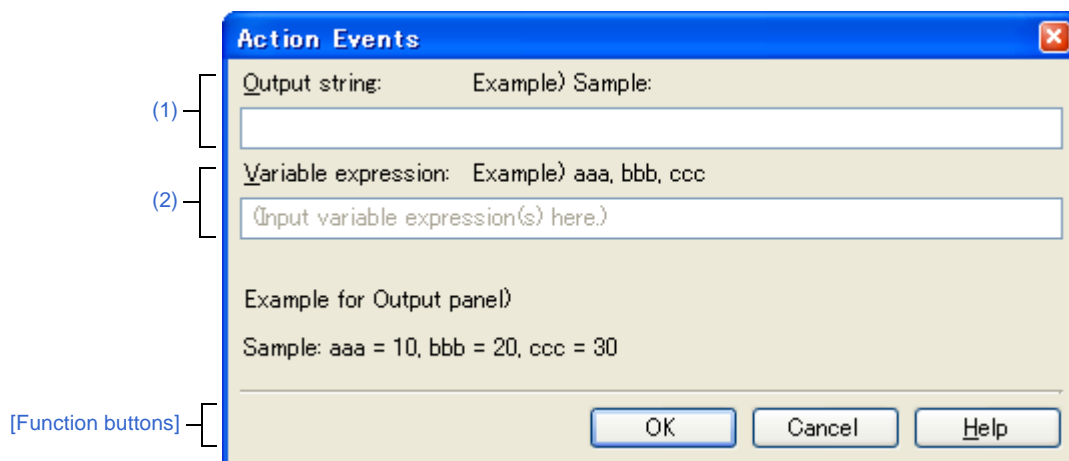 Action Events
Output string: Example) Sample:
(1)
Variable expression: Example) aaa, bbb, ccc
(2)
(Input variable expression(s) here.)
Example for Output panel)
Sample: aaa = 10, bbb = 20, ccc = 30
[Function buttons]
OK Cancel Help